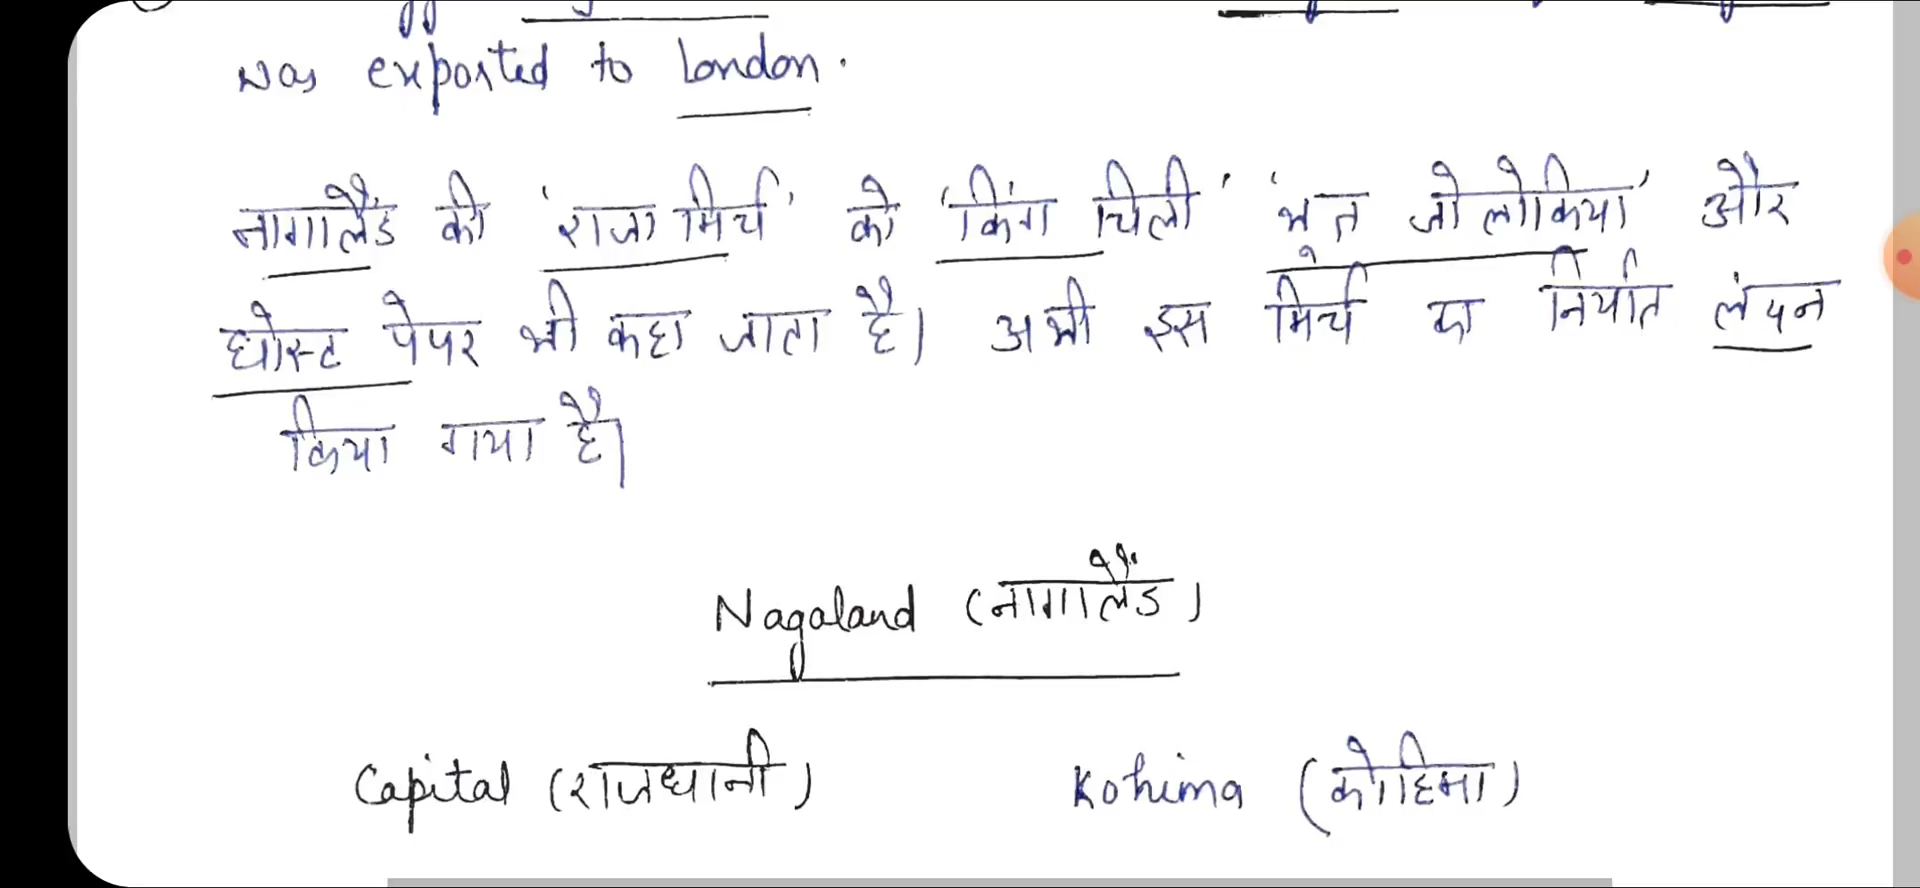 was exported to London.
नागालैंड की 'राजा मिर्च' को 'किंग चिली' 'भूत जोलोकिया' और
घोस्ट पेपर भी कहा जाता है। अभी इस मिर्च का निर्यात लंदन
किया गया है।
Nagaland (नागालैंड)
Capital (राजधानी) Kohima (कोहिमा)